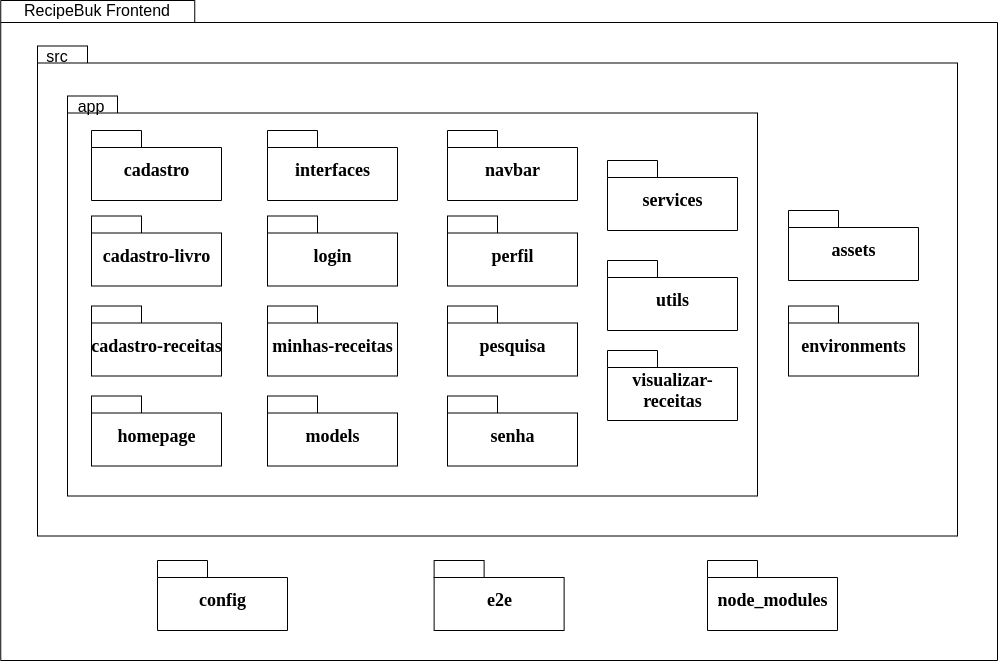 RecipeBuk Frontend
src
app
cadastro
interfaces
navbar
services
cadastro-livro
login
perfil
assets
utils
cadastro-receitas
minhas-receitas
pesquisa
environments
visualizar-
receitas
homepage
models
senha
config
e2e
node_modules